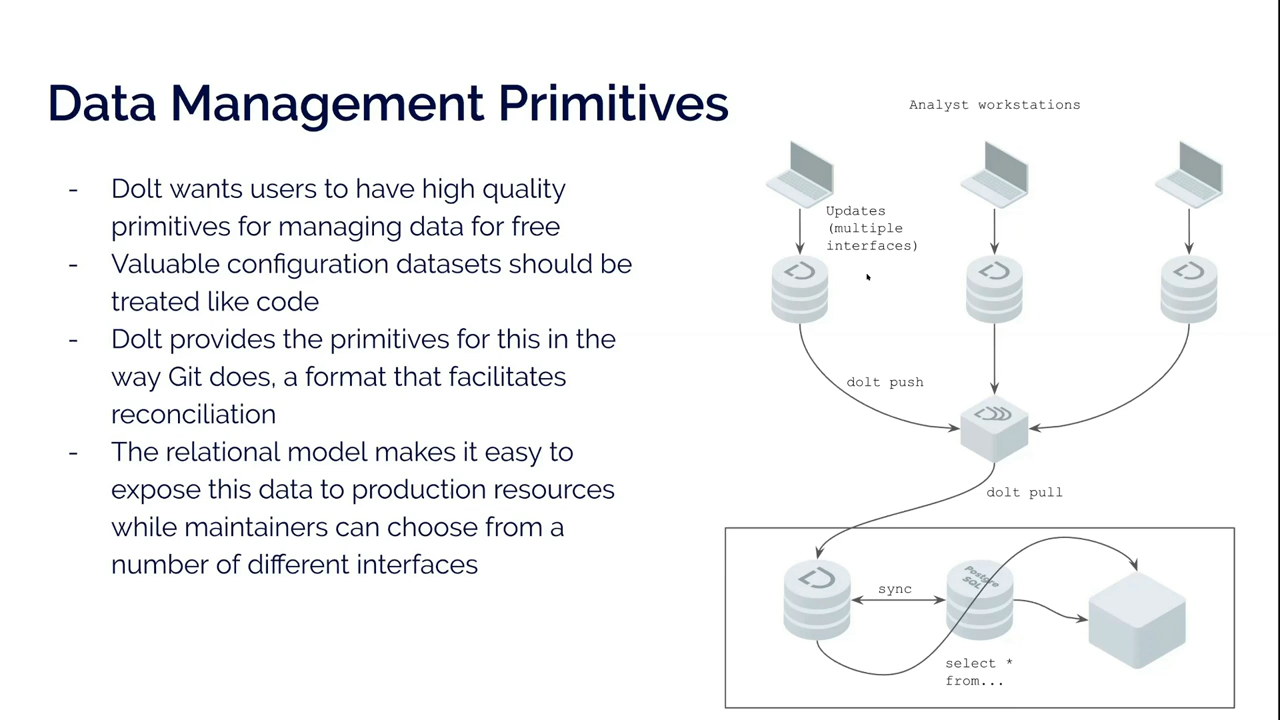 Data Management Primitives
- Dolt wants users to have high quality
primitives for managing data for free
- Valuable configuration datasets should be
treated like code
- Dolt provides the primitives for this in the
way Git does, a format that facilitates
reconciliation
- The relational model makes it easy to
expose this data to production resources
while maintainers can choose from a
number of different interfaces
Analyst workstations
Updates
(multiple
interfaces)
dolt push
dolt pull
sync
Postgre
SQL
select *
from...